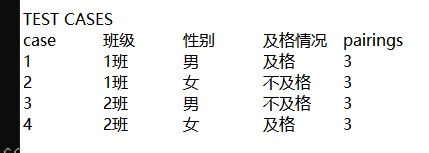 TEST CASES
case 班级 性别 及格情况 pairings
1 1班 男 及格 3
2 1班 女 不及格 3
3 2班 男 不及格 3
4 2班 女 及格 3